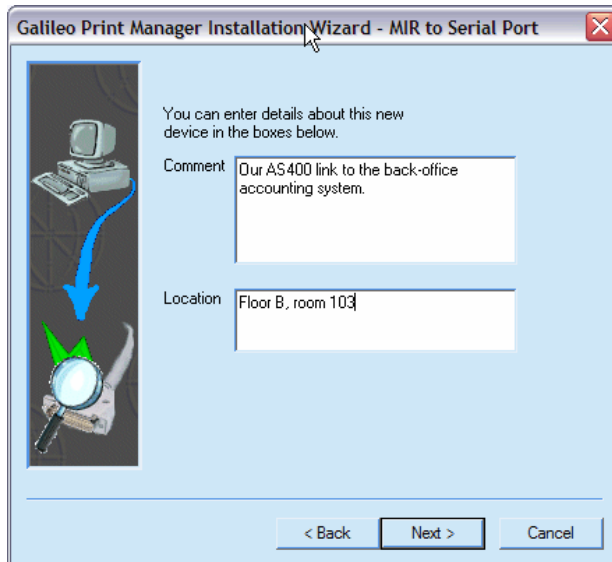 Galileo Print Manager Installation Wizard - MIR to Serial Port
You can enter details about this new
device in the boxes below.
Comment
Our AS400 link to the back-office
accounting system.
Location
Floor B, room 103
< Back
Next >
Cancel